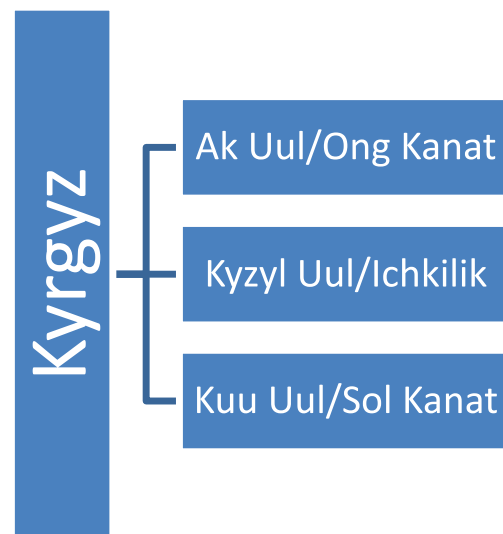 Kyrgyz
Ak Uul/Ong Kanat
Kyzyl Uul/Ichkilik
Kuu Uul/Sol Kanat